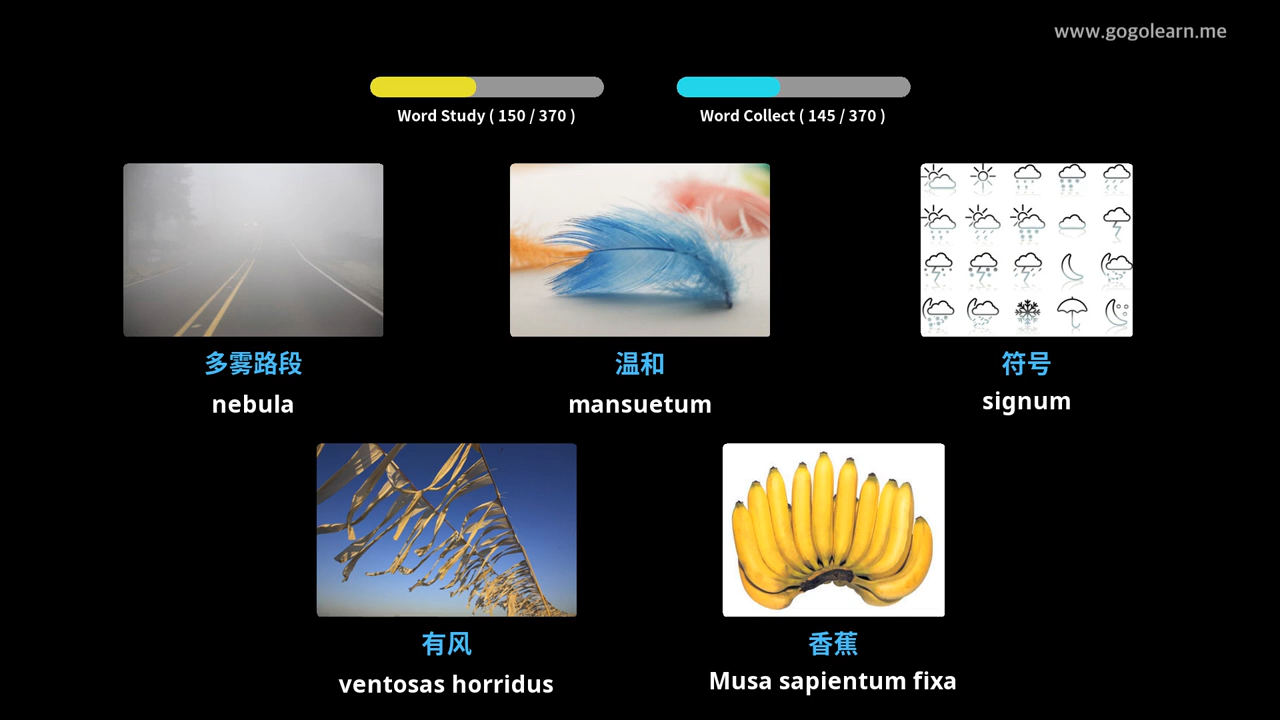 www.gogolearn.me
Word Study ( 150 / 370 )
Word Collect ( 145 / 370 )
多雾路段
nebula
温和
mansuetum
符号
signum
有风
ventosas horridus
香蕉
Musa sapientum fixa